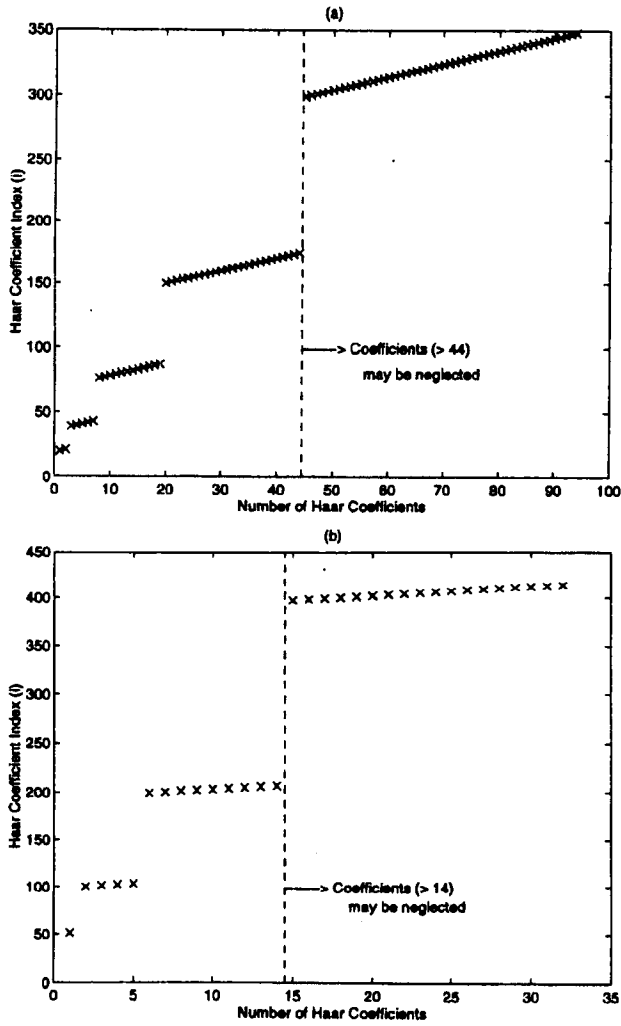 (a)
350
300
250
200
150
100
50
0
Haar Coefficient Index (i)
> Coefficients (> 44)
may be neglected
0 10 20 30 40 50 60 70 80 90 100
Number of Haar Coefficients
(b)
450
400
350
300
250
200
150
100
50
0
Haar Coefficient Index (i)
> Coefficients (> 14)
may be neglected
0 5 10 15 20 25 30 35
Number of Haar Coefficients